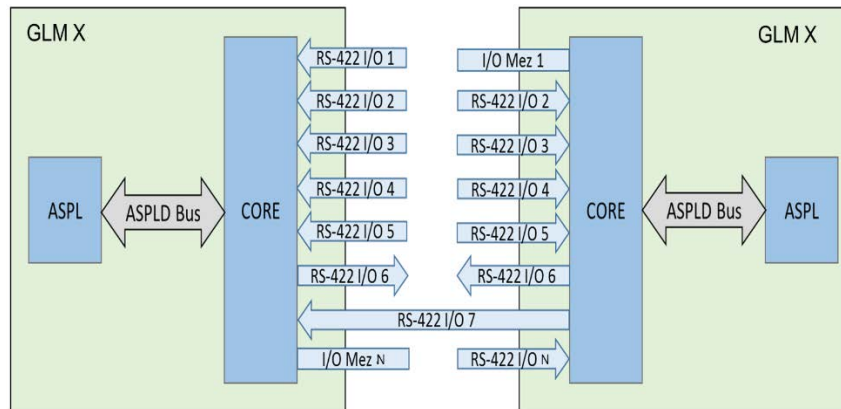 GLM X
GLM X
RS-422 I/O 1
I/O Mez 1
RS-422 I/O 2
RS-422 I/O 2
RS-422 I/O 3
RS-422 I/O 3
ASPL
ASPLD Bus
CORE
RS-422 I/O 4
RS-422 I/O 4
CORE
ASPLD Bus
ASPL
RS-422 I/O 5
RS-422 I/O 5
RS-422 I/O 6
RS-422 I/O 6
RS-422 I/O 7
I/O Mez N
RS-422 I/O N